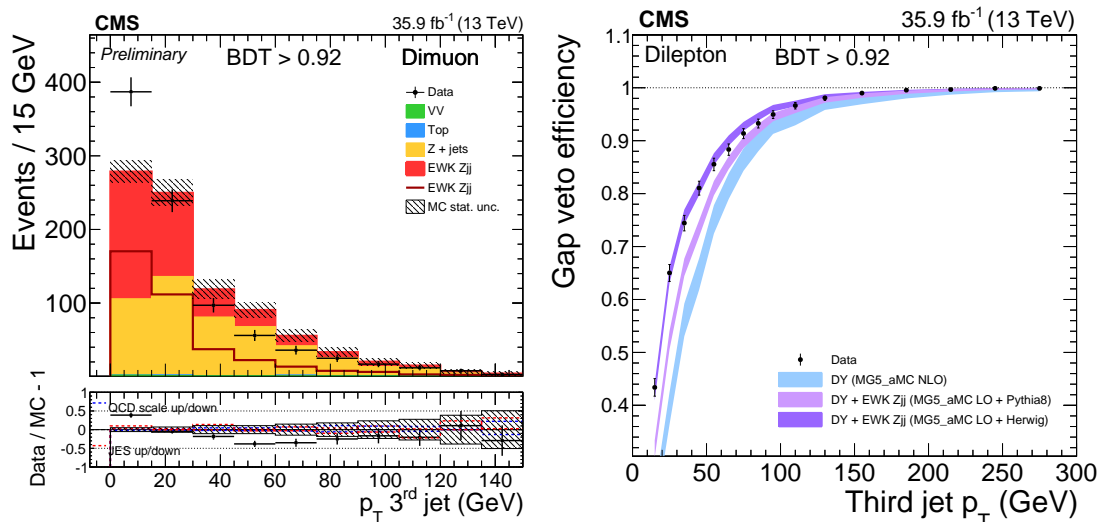 CMS 35.9 fb⁻¹ (13 TeV)
Preliminary BDT > 0.92 Dimuon
Data
VV
Top
Z + jets
EWK Zjj
EWK Zjj
MC stat. unc.
Events / 15 GeV
400
300
200
100
Data / MC - 1
1
0.5
0
-0.5
-1
QCD scale up/down
JES up/down
0 20 40 60 80 100 120 140
p_T 3^rd jet (GeV)
CMS 35.9 fb⁻¹ (13 TeV)
Dilepton BDT > 0.92
Gap veto efficiency
1.1
1
0.9
0.8
0.7
0.6
0.5
0.4
Data
DY (MG5_aMC NLO)
DY + EWK Zjj (MG5_aMC LO + Pythia8)
DY + EWK Zjj (MG5_aMC LO + Herwig)
0 50 100 150 200 250 300
Third jet p_T (GeV)